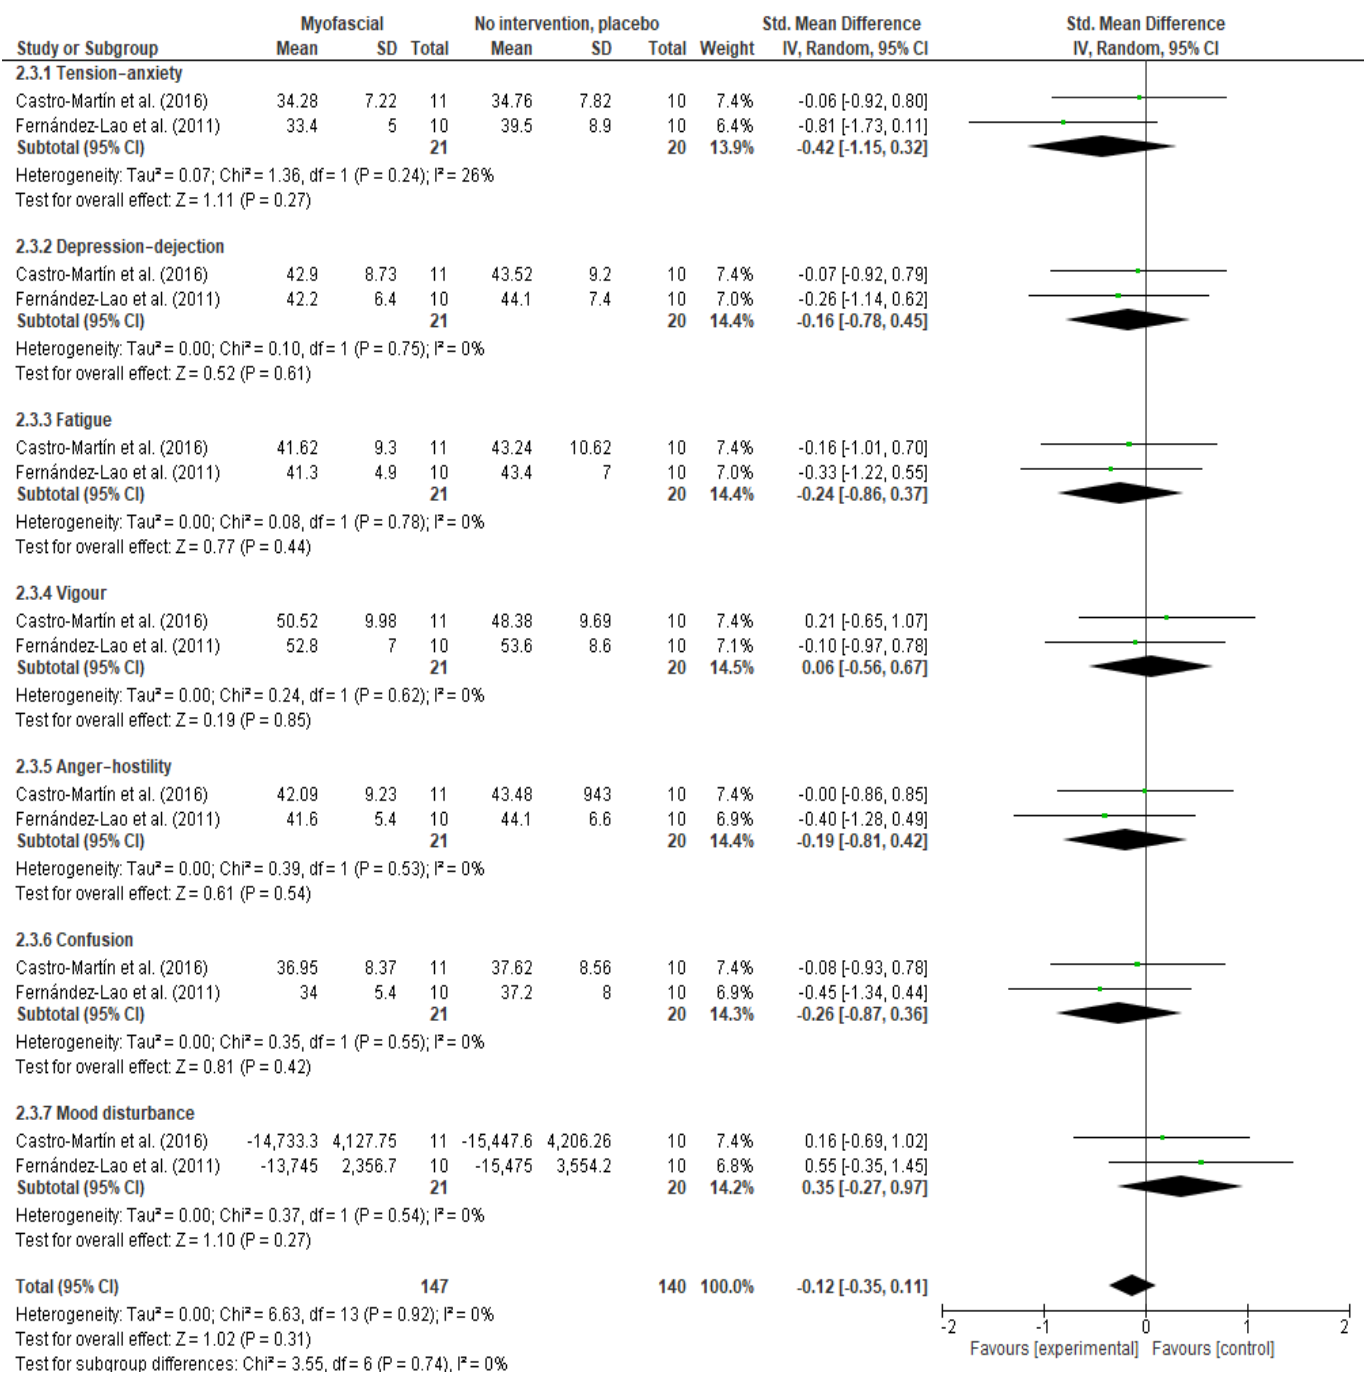 Myofascial No intervention, placebo Std. Mean Difference Std. Mean Difference
Study or Subgroup Mean SD Total Mean SD Total Weight IV, Random, 95% CI IV, Random, 95% CI
2.3.1 Tension-anxiety
Castro-Martín et al. (2016) 34.28 7.22 11 34.76 7.82 10 7.4% -0.06 [-0.92, 0.80]
Fernández-Lao et al. (2011) 33.4 5 10 39.5 8.9 10 6.4% -0.81 [-1.73, 0.11]
Subtotal (95% CI) 21 20 13.9% -0.42 [-1.15, 0.32]
Heterogeneity: Tau² = 0.07; Chi² = 1.36, df = 1 (P = 0.24); I² = 26%
Test for overall effect: Z = 1.11 (P = 0.27)
2.3.2 Depression-dejection
Castro-Martín et al. (2016) 42.9 8.73 11 43.52 9.2 10 7.4% -0.07 [-0.92, 0.79]
Fernández-Lao et al. (2011) 42.2 6.4 10 44.1 7.4 10 7.0% -0.26 [-1.14, 0.62]
Subtotal (95% CI) 21 20 14.4% -0.16 [-0.78, 0.45]
Heterogeneity: Tau² = 0.00; Chi² = 0.10, df = 1 (P = 0.75); I² = 0%
Test for overall effect: Z = 0.52 (P = 0.61)
2.3.3 Fatigue
Castro-Martín et al. (2016) 41.62 9.3 11 43.24 10.62 10 7.4% -0.16 [-1.01, 0.70]
Fernández-Lao et al. (2011) 41.3 4.9 10 43.4 7 10 7.0% -0.33 [-1.22, 0.55]
Subtotal (95% CI) 21 20 14.4% -0.24 [-0.86, 0.37]
Heterogeneity: Tau² = 0.00; Chi² = 0.08, df = 1 (P = 0.78); I² = 0%
Test for overall effect: Z = 0.77 (P = 0.44)
2.3.4 Vigour
Castro-Martín et al. (2016) 50.52 9.98 11 48.38 9.69 10 7.4% 0.21 [-0.65, 1.07]
Fernández-Lao et al. (2011) 52.8 7 10 53.6 8.6 10 7.1% -0.10 [-0.97, 0.78]
Subtotal (95% CI) 21 20 14.5% 0.06 [-0.56, 0.67]
Heterogeneity: Tau² = 0.00; Chi² = 0.24, df = 1 (P = 0.62); I² = 0%
Test for overall effect: Z = 0.19 (P = 0.85)
2.3.5 Anger-hostility
Castro-Martín et al. (2016) 42.09 9.23 11 43.48 943 10 7.4% -0.00 [-0.86, 0.85]
Fernández-Lao et al. (2011) 41.6 5.4 10 44.1 6.6 10 6.9% -0.40 [-1.28, 0.49]
Subtotal (95% CI) 21 20 14.4% -0.19 [-0.81, 0.42]
Heterogeneity: Tau² = 0.00; Chi² = 0.39, df = 1 (P = 0.53); I² = 0%
Test for overall effect: Z = 0.61 (P = 0.54)
2.3.6 Confusion
Castro-Martín et al. (2016) 36.95 8.37 11 37.62 8.56 10 7.4% -0.08 [-0.93, 0.78]
Fernández-Lao et al. (2011) 34 5.4 10 37.2 8 10 6.9% -0.45 [-1.34, 0.44]
Subtotal (95% CI) 21 20 14.3% -0.26 [-0.87, 0.36]
Heterogeneity: Tau² = 0.00; Chi² = 0.35, df = 1 (P = 0.55); I² = 0%
Test for overall effect: Z = 0.81 (P = 0.42)
2.3.7 Mood disturbance
Castro-Martín et al. (2016) -14,733.3 4,127.75 11 -15,447.6 4,206.26 10 7.4% 0.16 [-0.69, 1.02]
Fernández-Lao et al. (2011) -13,745 2,356.7 10 -15,475 3,554.2 10 6.8% 0.55 [-0.35, 1.45]
Subtotal (95% CI) 21 20 14.2% 0.35 [-0.27, 0.97]
Heterogeneity: Tau² = 0.00; Chi² = 0.37, df = 1 (P = 0.54); I² = 0%
Test for overall effect: Z = 1.10 (P = 0.27)
Total (95% CI) 147 140 100.0% -0.12 [-0.35, 0.11]
Heterogeneity: Tau² = 0.00; Chi² = 6.63, df = 13 (P = 0.92); I² = 0%
Test for overall effect: Z = 1.02 (P = 0.31)
Test for subgroup differences: Chi² = 3.55, df = 6 (P = 0.74), I² = 0%
-2 -1 0 1 2
Favours [experimental] Favours [control]